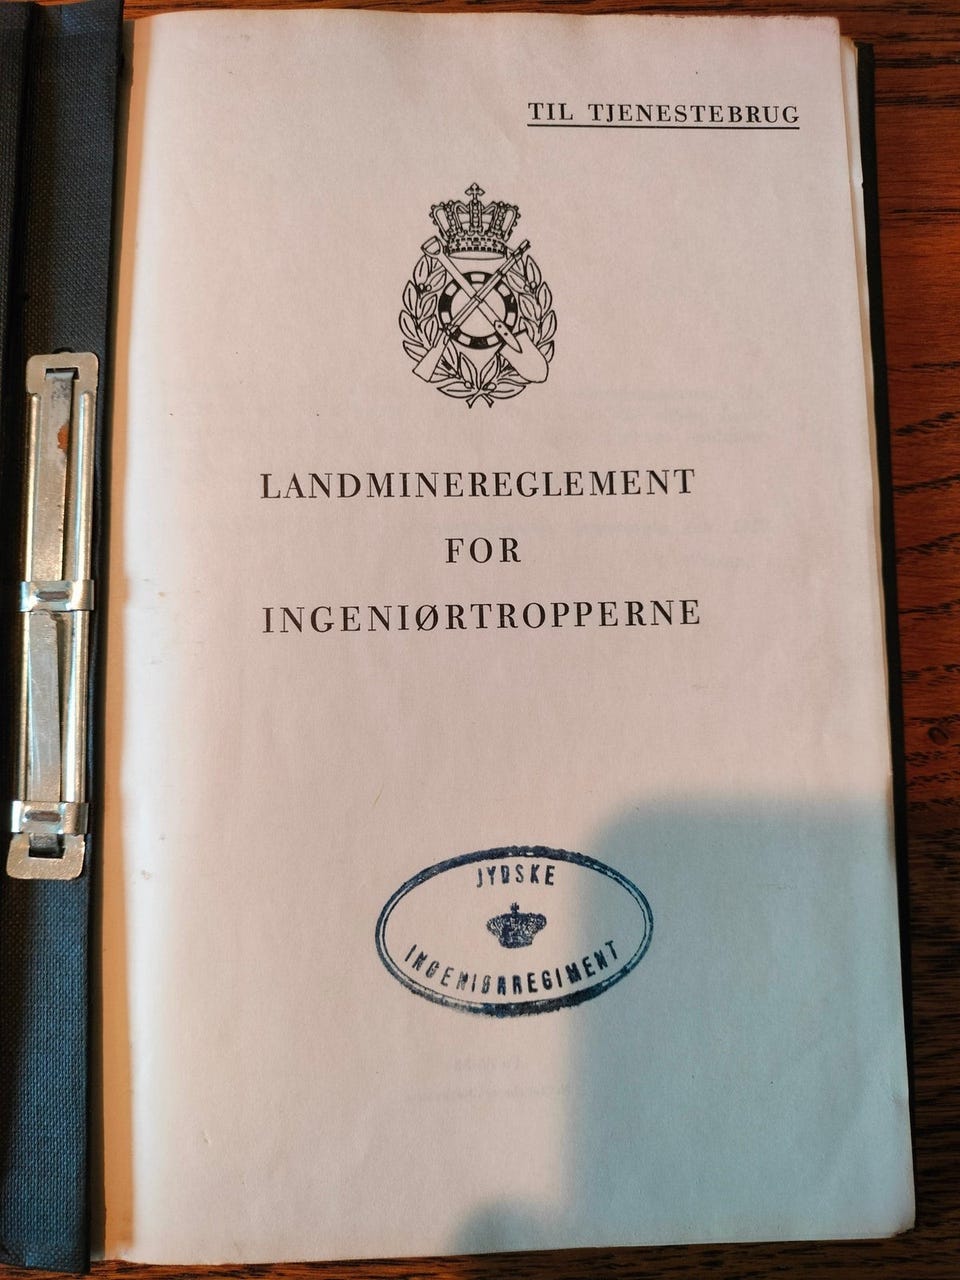 TIL TJENESTEBRUG
LANDMINEREGLEMENT
FOR
INGENIØRTROPPERNE
JYDSKE
INGENIØRREGIMENT